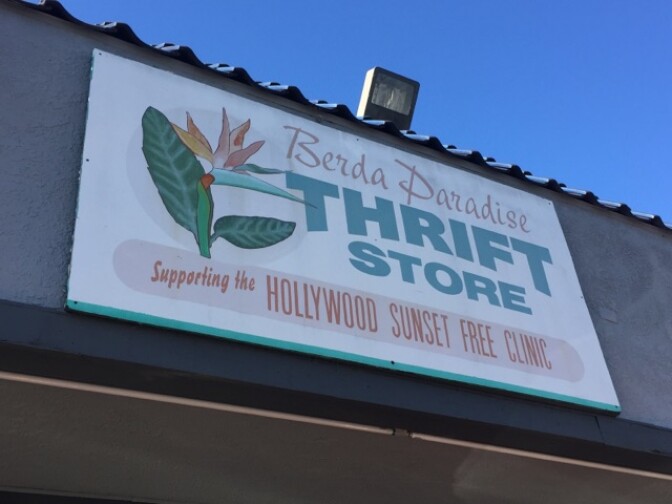 Berda Paradise
THRIFT
STORE
Supporting the HOLLYWOOD SUNSET FREE CLINIC